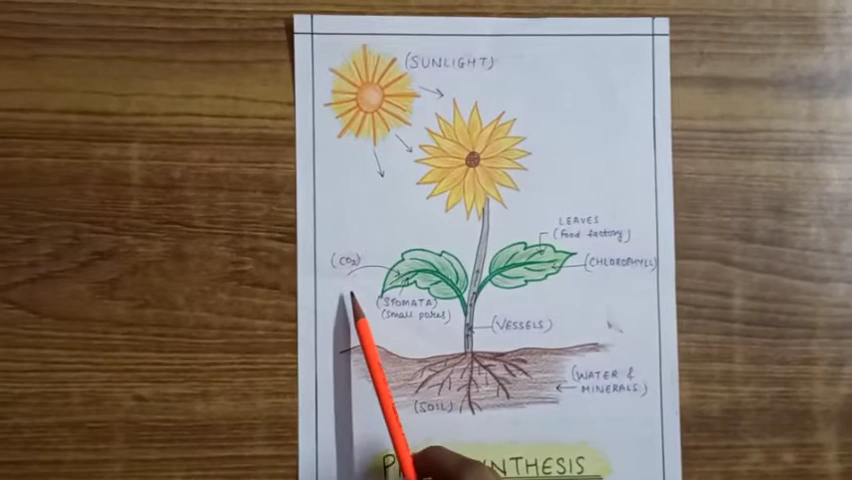 (SUNLIGHT)
LEAVES
(food factory)
(CO₂)
(CHLOROPHYLL)
(STOMATA)
(small pores)
(VESSELS)
(WATER &
MINERALS)
(SOIL)